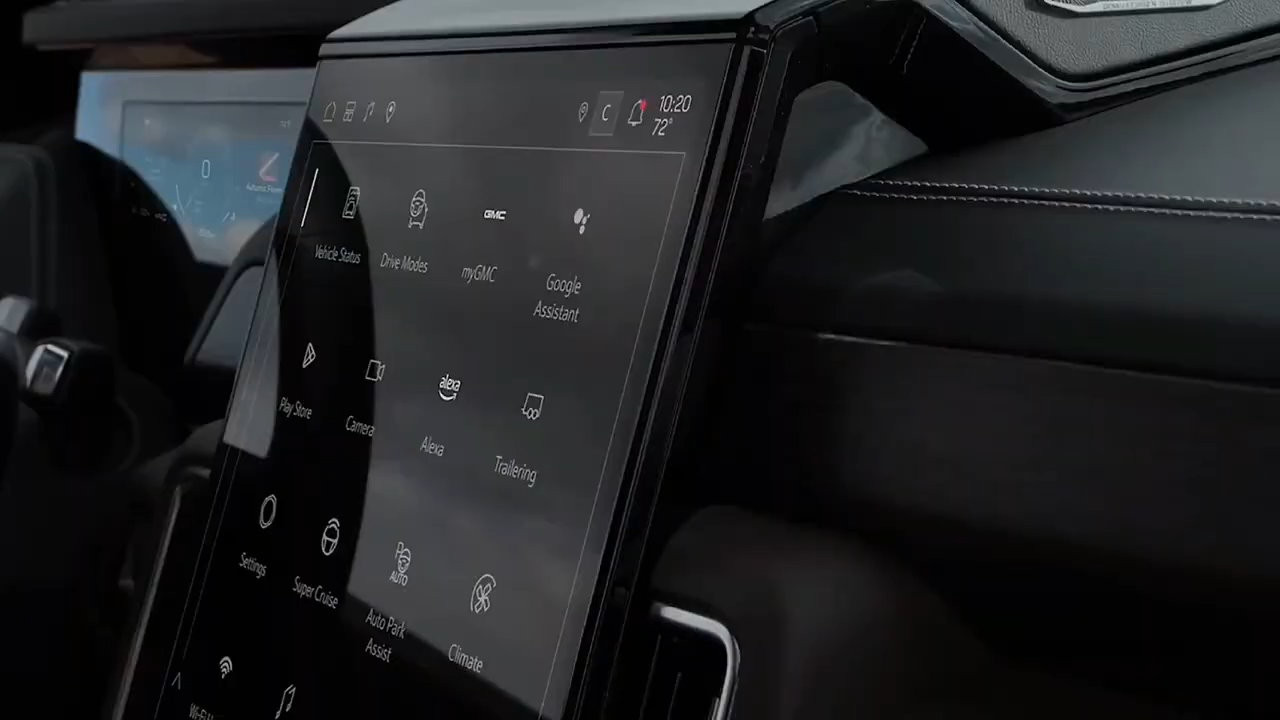 10:20
C
72°
GMC
Vehicle Status
Drive Modes
myGMC
Google
Assistant
alexa
Play Store
Camera
Alexa
Trailering
AUTO
Settings
Super Cruise
Auto Park
Assist
Climate